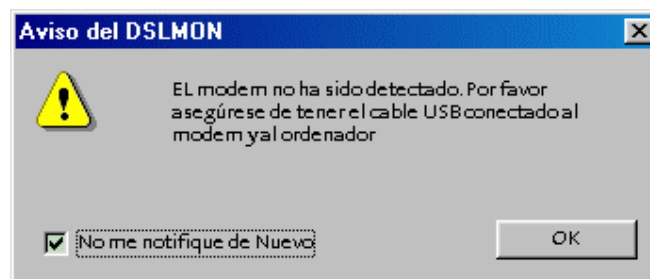 Aviso del DSLMON
EL modem no ha sido detectado. Por favor
asegúrese de tener el cable USB conectado al
modem y al ordenador
No me notifique de Nuevo
OK